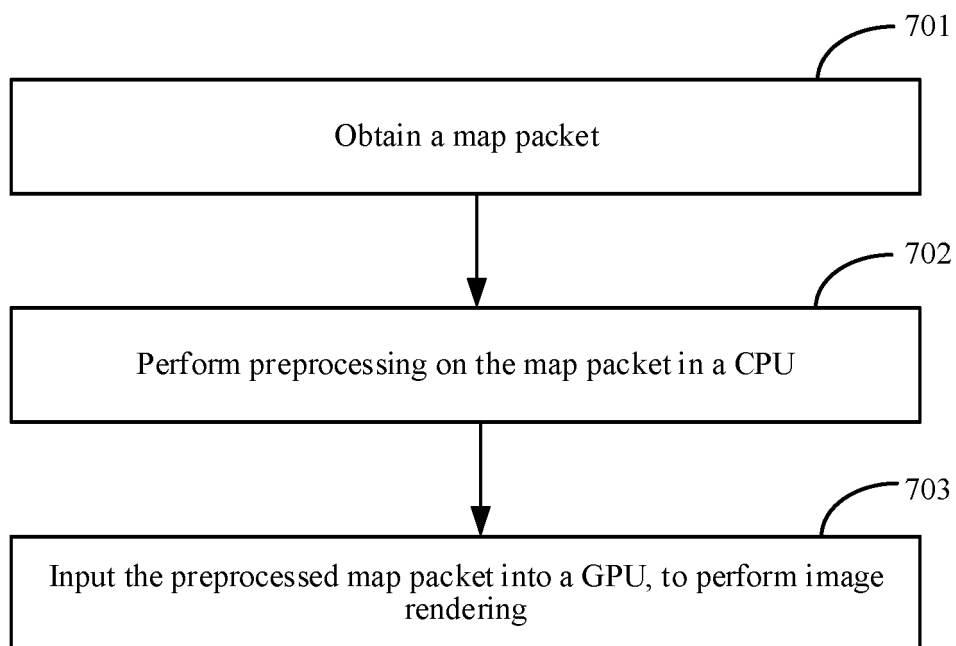 701
Obtain a map packet
702
Perform preprocessing on the map packet in a CPU
703
Input the preprocessed map packet into a GPU, to perform image
rendering